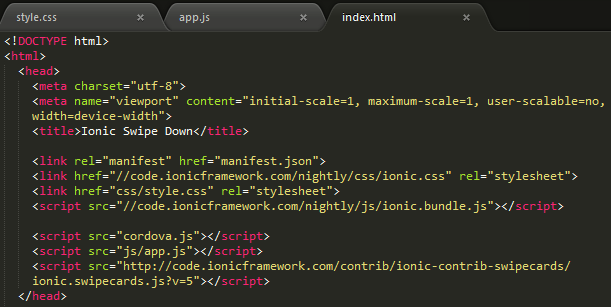 style.css × app.js × index.html ×
<!DOCTYPE html>
<html>
<head>
<meta charset="utf-8">
<meta name="viewport" content="initial-scale=1, maximum-scale=1, user-scalable=no,
width=device-width">
<title>Ionic Swipe Down</title>
<link rel="manifest" href="manifest.json">
<link href="//code.ionicframework.com/nightly/css/ionic.css" rel="stylesheet">
<link href="css/style.css" rel="stylesheet">
<script src="//code.ionicframework.com/nightly/js/ionic.bundle.js"></script>
<script src="cordova.js"></script>
<script src="js/app.js"></script>
<script src="http://code.ionicframework.com/contrib/ionic-contrib-swipecards/
ionic.swipecards.js?v=5"></script>
</head>